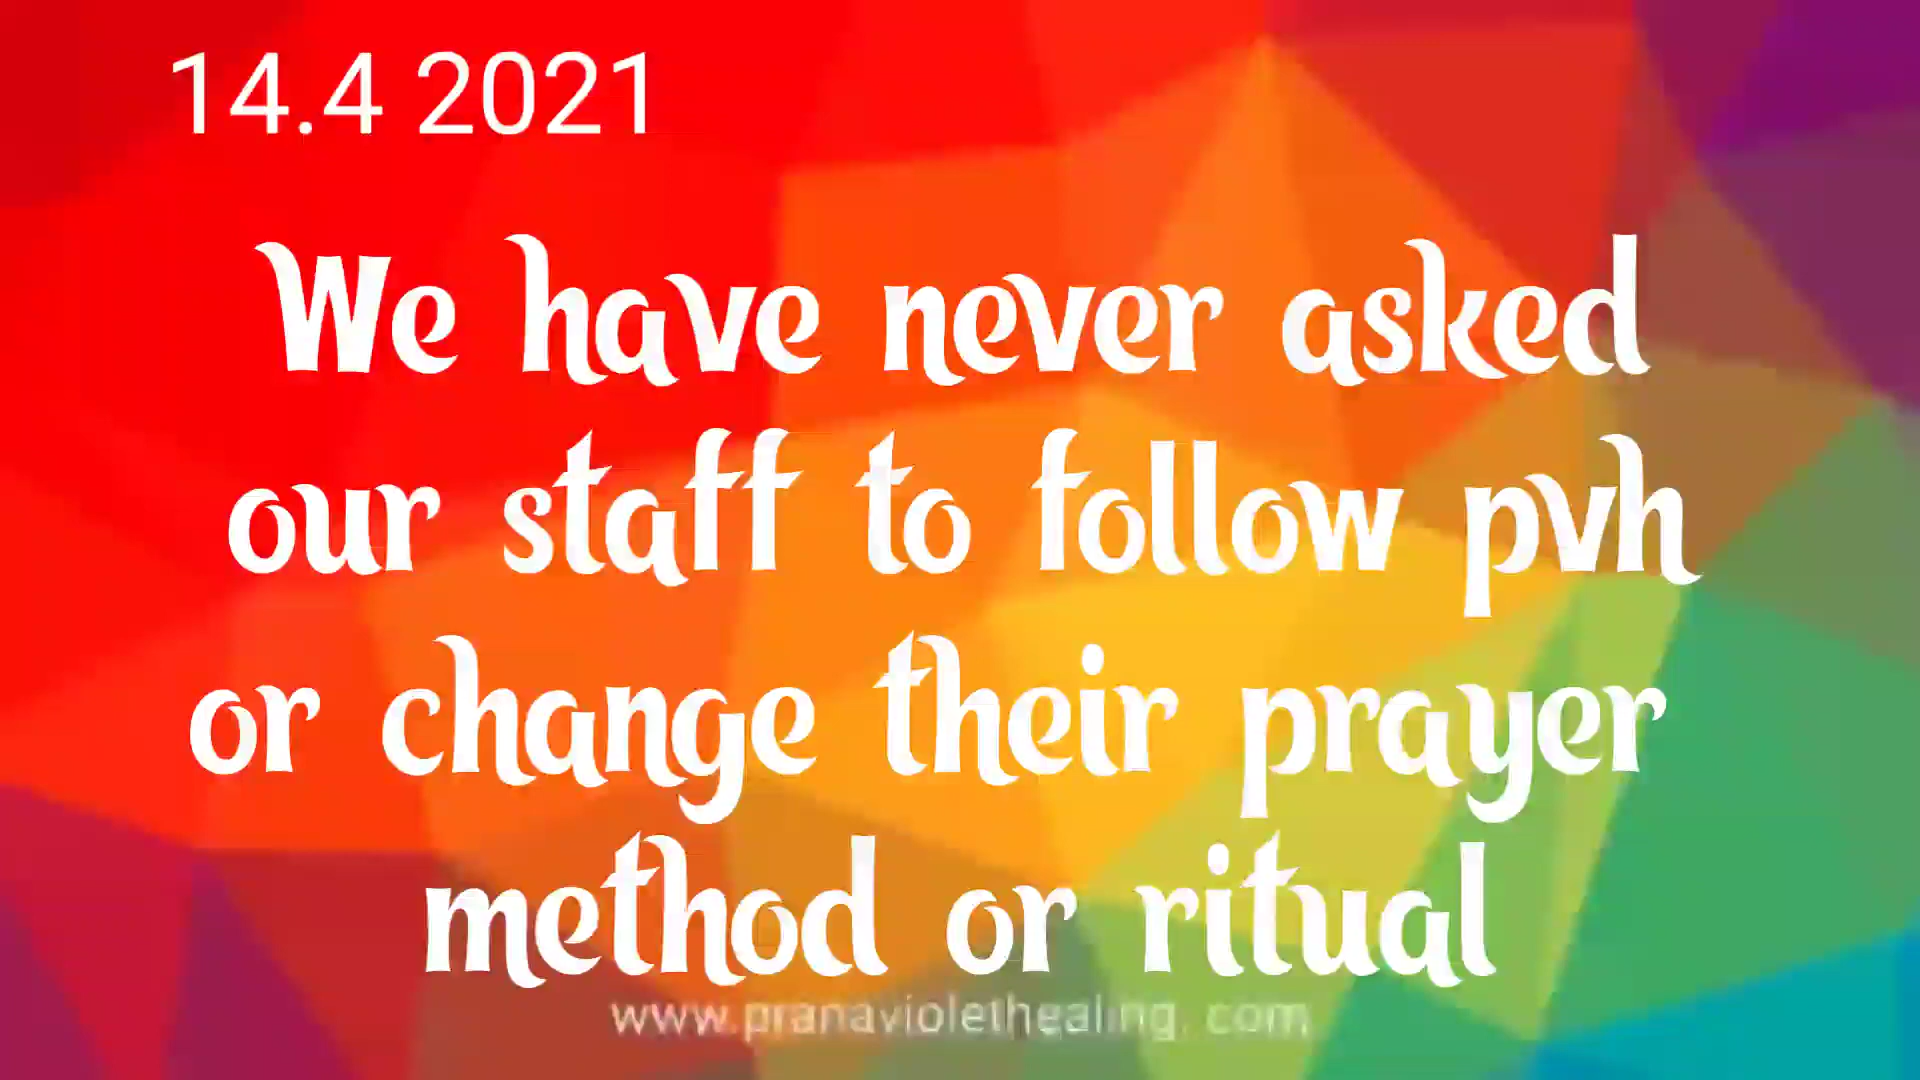 14.4 2021
We have never asked
our staff to follow pvh
or change their prayer
method or ritual
www.pranaviolethealing. com